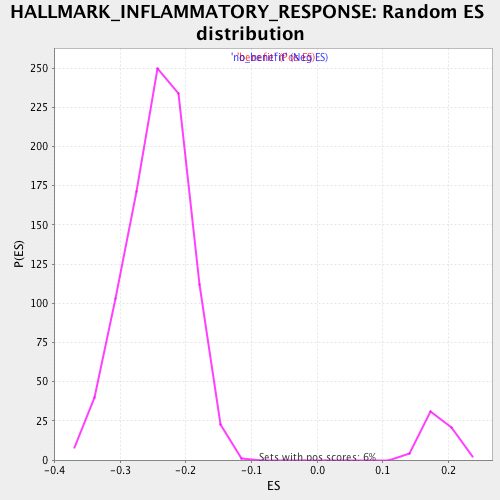 HALLMARK_INFLAMMATORY_RESPONSE: Random ES
distribution
250
225
200
175
150
125
100
75
50
25
0
P(ES)
Sets with pos scores: 6%
-0.4 -0.3 -0.2 -0.1 0.0 0.1 0.2
ES